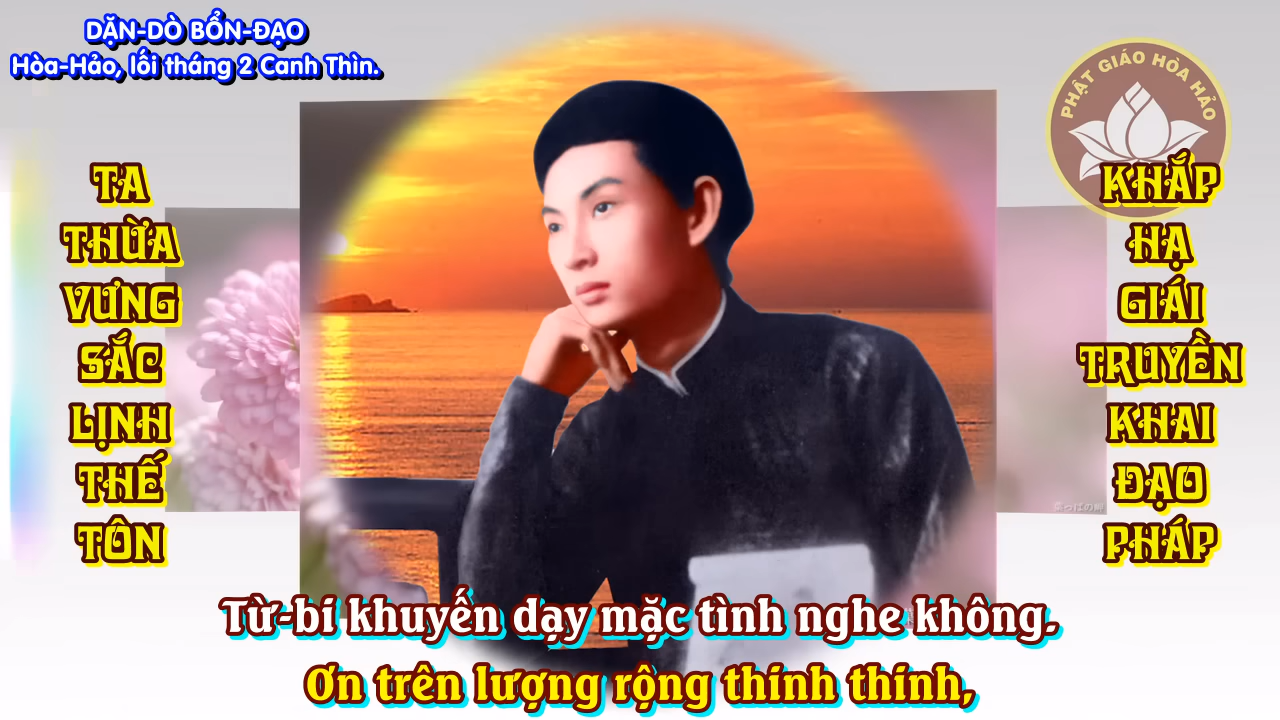 DẶN-DÒ BỔN-ĐẠO
Hòa-Hảo, lối tháng 2 Canh Thìn.
PHẬT GIÁO HÒA HẢO
TA
THỪA
VƯNG
SẮC
LỊNH
THẾ
TÔN
KHẮP
HẠ
GIÁI
TRUYỀN
KHAI
ĐẠO
PHÁP
Từ-bi khuyến dạy mặc tình nghe không.
Ơn trên lượng rộng thính thính,